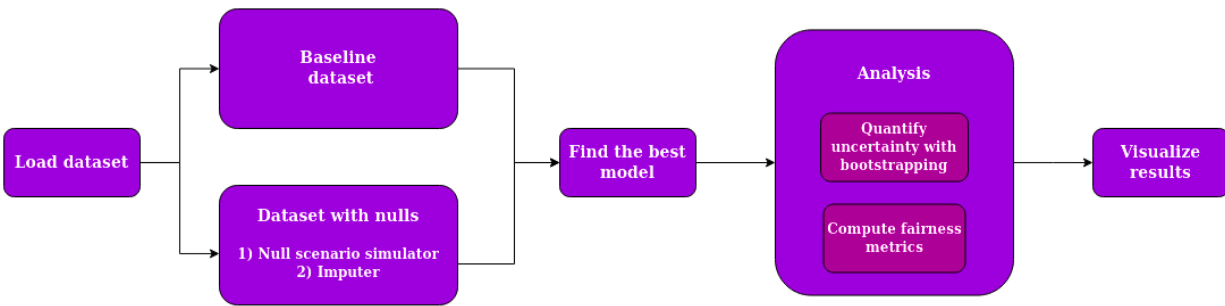 Load dataset
Baseline
dataset
Dataset with nulls
1) Null scenario simulator
2) Imputer
Find the best
model
Analysis
Quantify
uncertainty with
bootstrapping
Compute fairness
metrics
Visualize
results